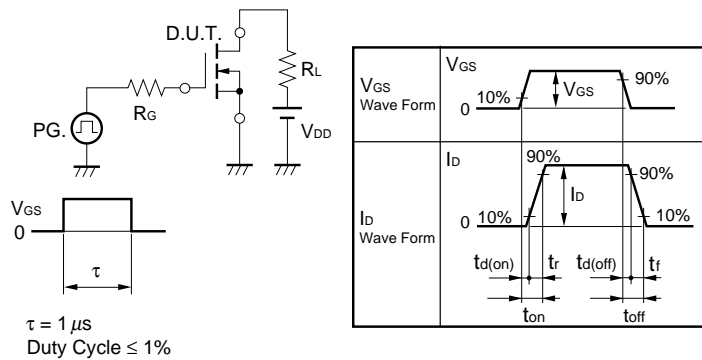 D.U.T.
RL
RG
PG.
VDD
VGS
0
τ
τ = 1 μs
Duty Cycle ≤ 1%
VGS
Wave Form
VGS
10%
0
VGS
90%
ID
Wave Form
ID
90%
90%
ID
0
10%
10%
td(on)
tr
td(off)
tf
ton
toff